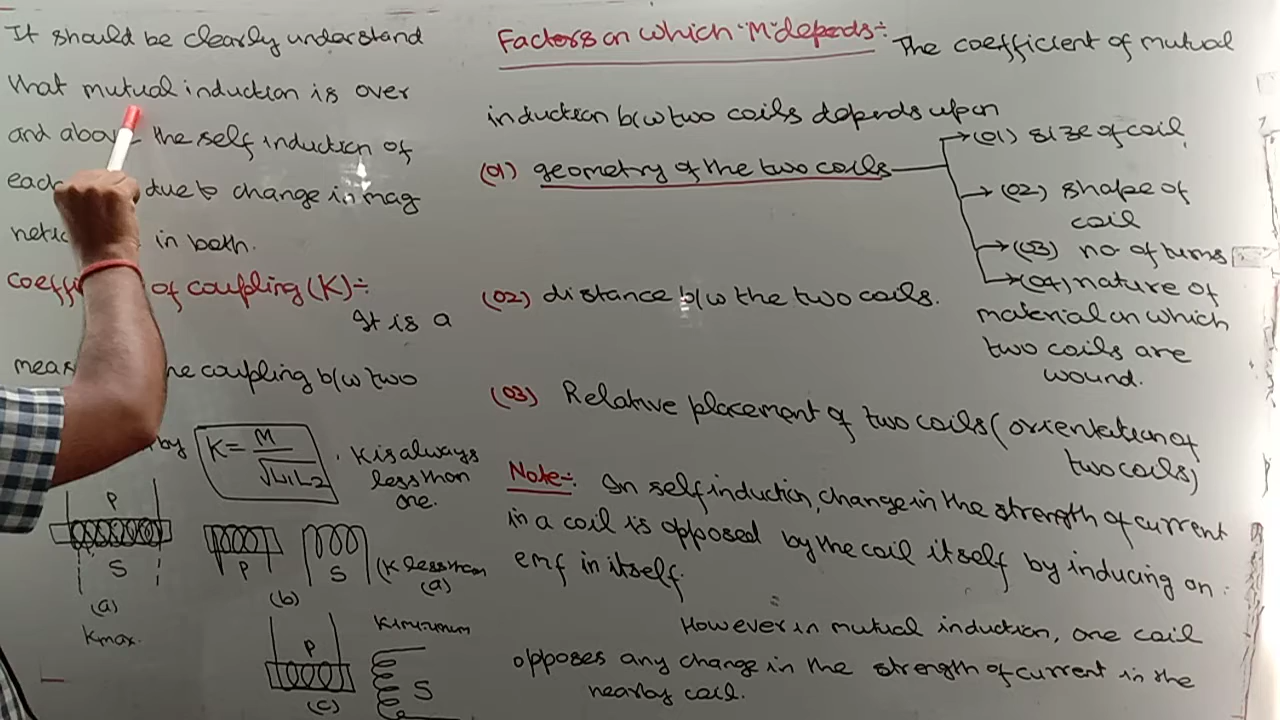 It should be clearly understand
that mutual induction is over
and above the self induction of
each due to change in mag
netic in both.
of coupling (K):-
It is a
the coupling b/w two
by K = M/√L1L2 . K is always
less than
one.
P
S
(a)
Kmax.
P
S
(K less than
(a)
(b)
K minimum
P
S
(c)
Factors on which "M" depends:- The coefficient of mutual
induction b/w two coils depends upon
(01) geometry of the two coils
(01) size of coil
(02) shape of
coil
(03) no of turns
(04) nature of
material on which
two coils are
wound.
(02) distance b/w the two coils.
(03) Relative placement of two coils (orientation of
two coils)
Note:- In self induction, change in the strength of current
in a coil is opposed by the coil itself by inducing an
emf in itself.
However in mutual induction, one coil
opposes any change in the strength of current in the
nearby coil.